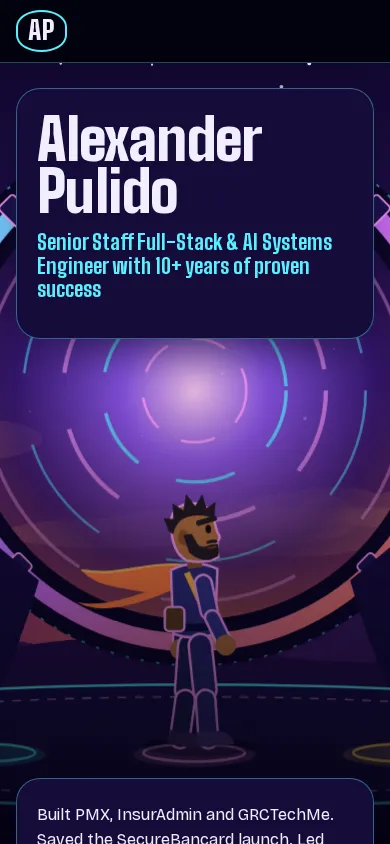 AP
Alexander
Pulido
Senior Staff Full-Stack & AI Systems
Engineer with 10+ years of proven
success
Built PMX, InsurAdmin and GRCTechMe.
Saved the SecureBancard launch. Led